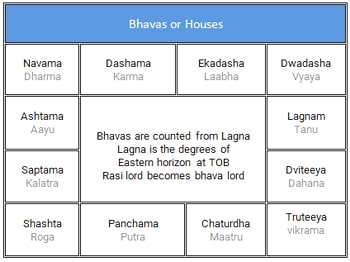 Bhavas or Houses
Navama
Dharma
Dashama
Karma
Ekadasha
Laabha
Dwadasha
Vyaya
Ashtama
Aayu
Bhavas are counted from Lagna
Lagna is the degrees of
Eastern horizon at TOB
Rasi lord becomes bhava lord
Lagnam
Tanu
Saptama
Kalatra
Dviteeya
Dahana
Shashta
Roga
Panchama
Putra
Chaturdha
Maatru
Truteeya
vikrama